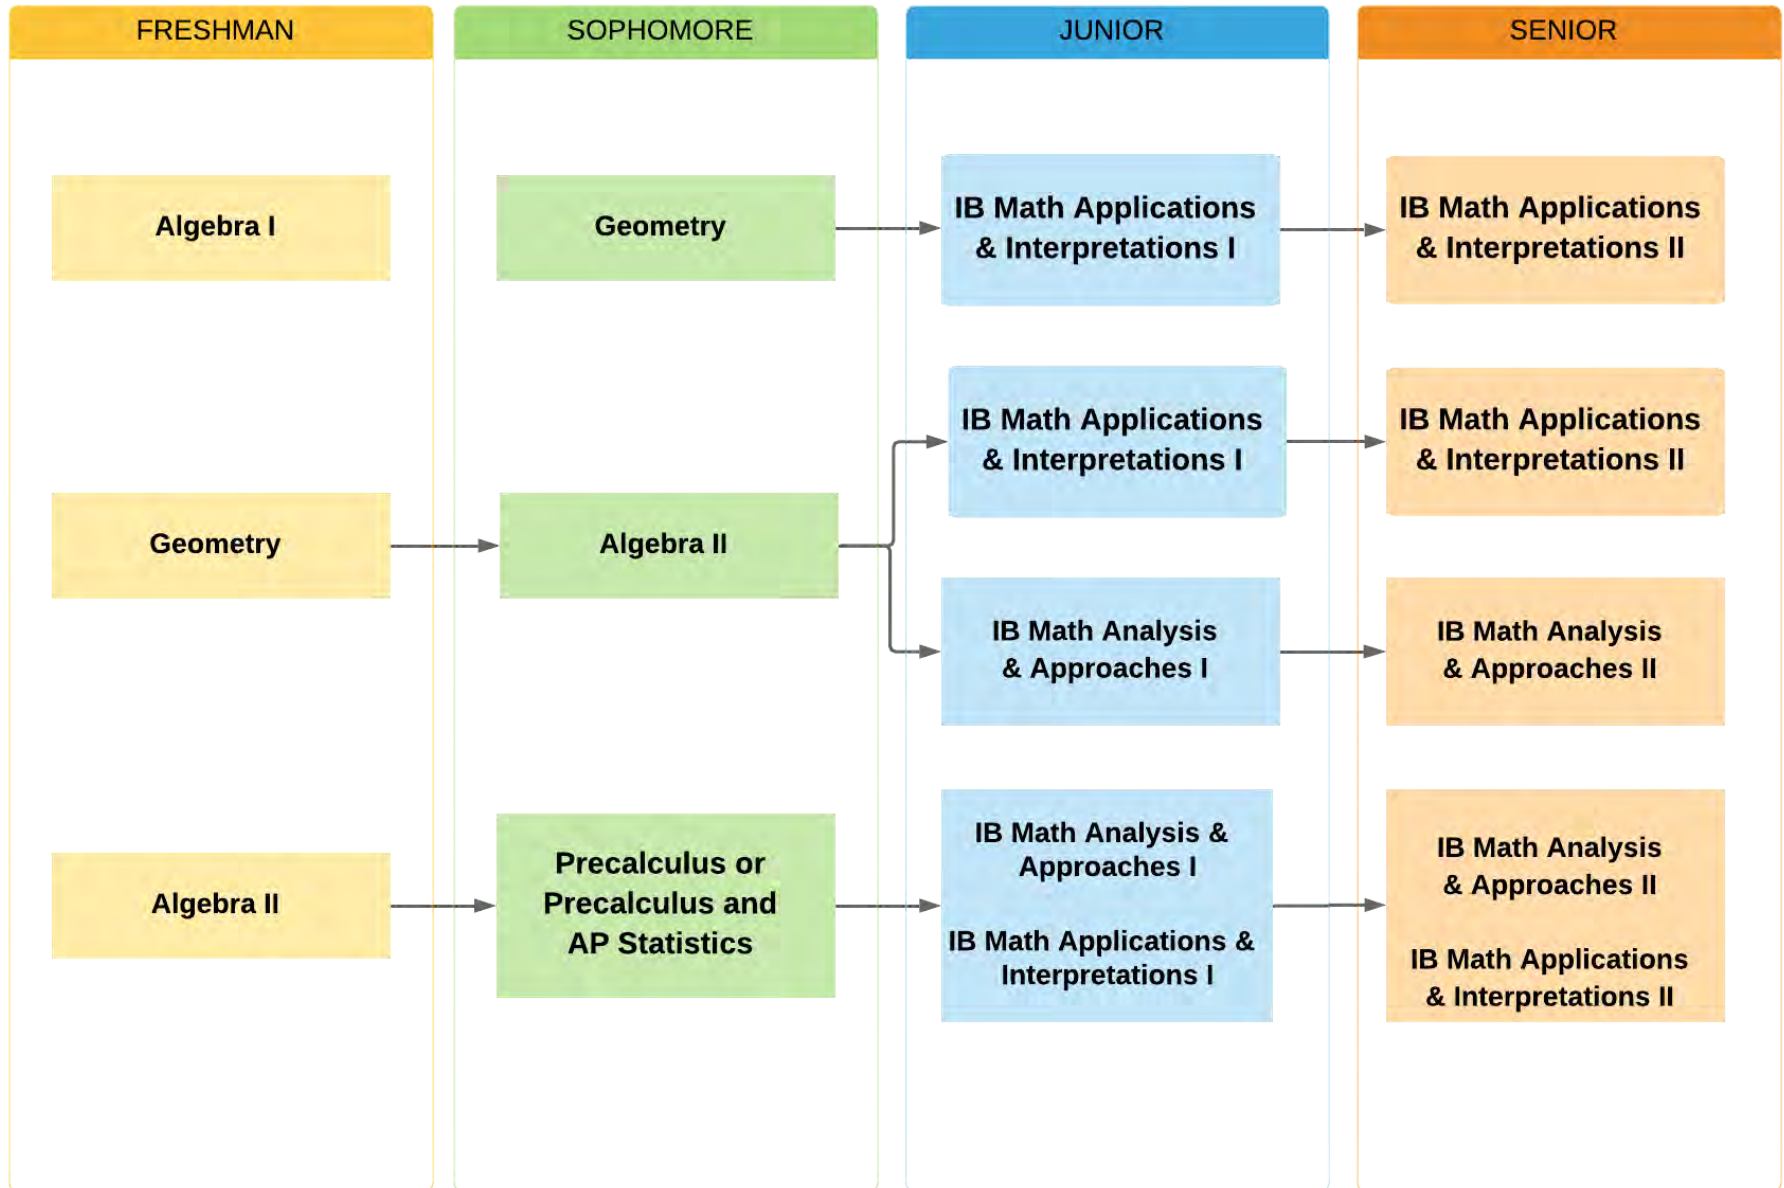 FRESHMAN
SOPHOMORE
JUNIOR
SENIOR
Algebra I
Geometry
IB Math Applications
& Interpretations I
IB Math Applications
& Interpretations II
Geometry
Algebra II
IB Math Applications
& Interpretations I
IB Math Applications
& Interpretations II
IB Math Analysis
& Approaches I
IB Math Analysis
& Approaches II
Algebra II
Precalculus or
Precalculus and
AP Statistics
IB Math Analysis &
Approaches I
IB Math Applications &
Interpretations I
IB Math Analysis
& Approaches II
IB Math Applications
& Interpretations II